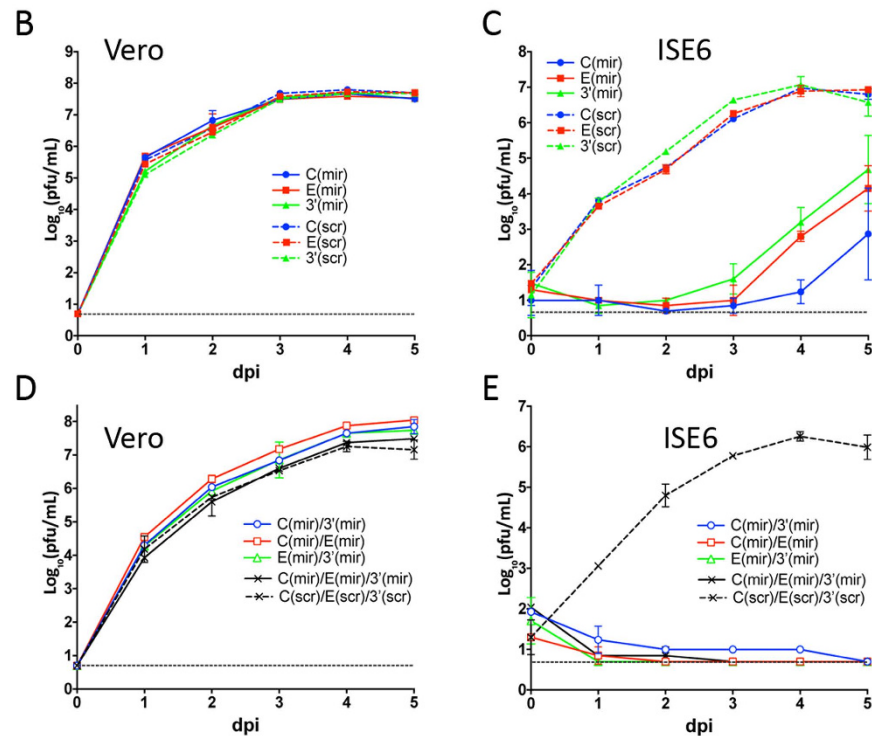 B
Vero
Log10(pfu/mL)
9
8
7
6
5
4
3
2
1
0
C(mir)
E(mir)
3'(mir)
C(scr)
E(scr)
3'(scr)
0 1 2 3 4 5
dpi
C
ISE6
Log10(pfu/mL)
9
8
7
6
5
4
3
2
1
0
C(mir)
E(mir)
3'(mir)
C(scr)
E(scr)
3'(scr)
0 1 2 3 4 5
dpi
D
Vero
Log10(pfu/mL)
8
7
6
5
4
3
2
1
0
C(mir)/3'(mir)
C(mir)/E(mir)
E(mir)/3'(mir)
C(mir)/E(mir)/3'(mir)
C(scr)/E(scr)/3'(scr)
0 1 2 3 4 5
dpi
E
ISE6
Log10(pfu/mL)
7
6
5
4
3
2
1
0
C(mir)/3'(mir)
C(mir)/E(mir)
E(mir)/3'(mir)
C(mir)/E(mir)/3'(mir)
C(scr)/E(scr)/3'(scr)
0 1 2 3 4 5
dpi